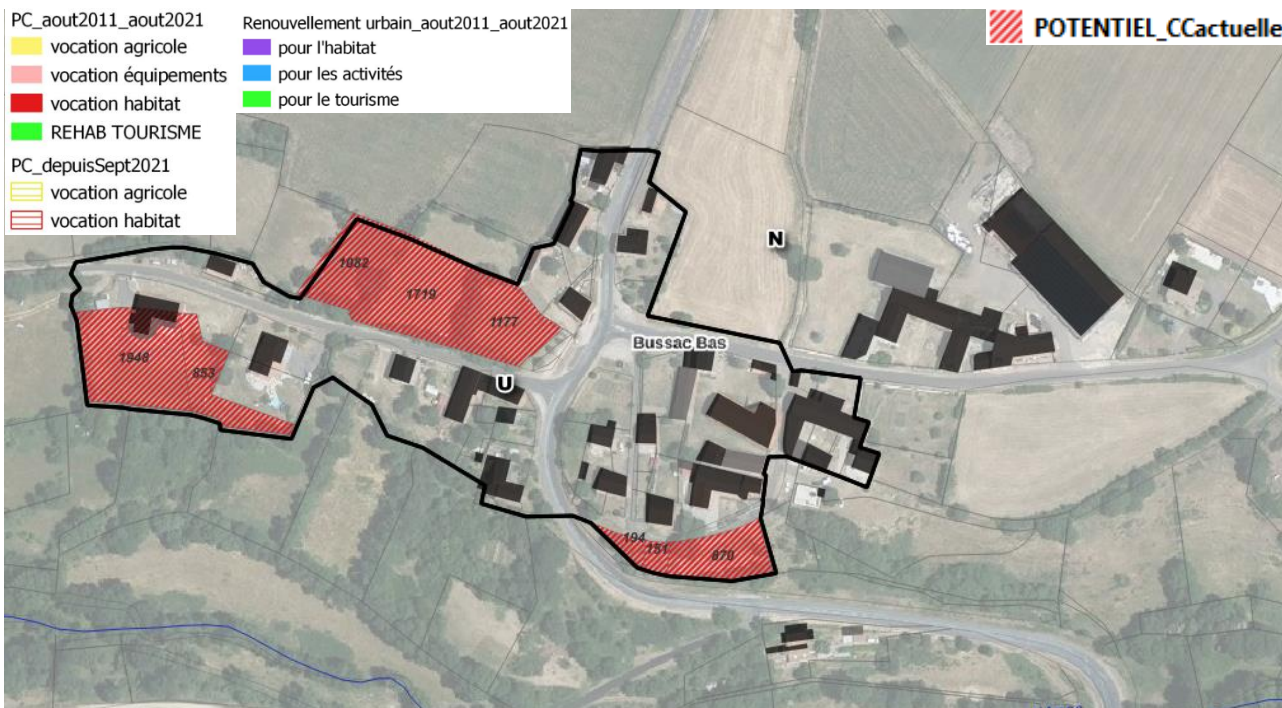 PC_aout2011_aout2021
vocation agricole
vocation équipements
vocation habitat
REHAB TOURISME
PC_depuisSept2021
vocation agricole
vocation habitat
Renouvellement urbain_aout2011_aout2021
pour l'habitat
pour les activités
pour le tourisme
POTENTIEL_CCactuelle
N
1082
1719
1177
Bussac Bas
1948
853
U
194
151
870